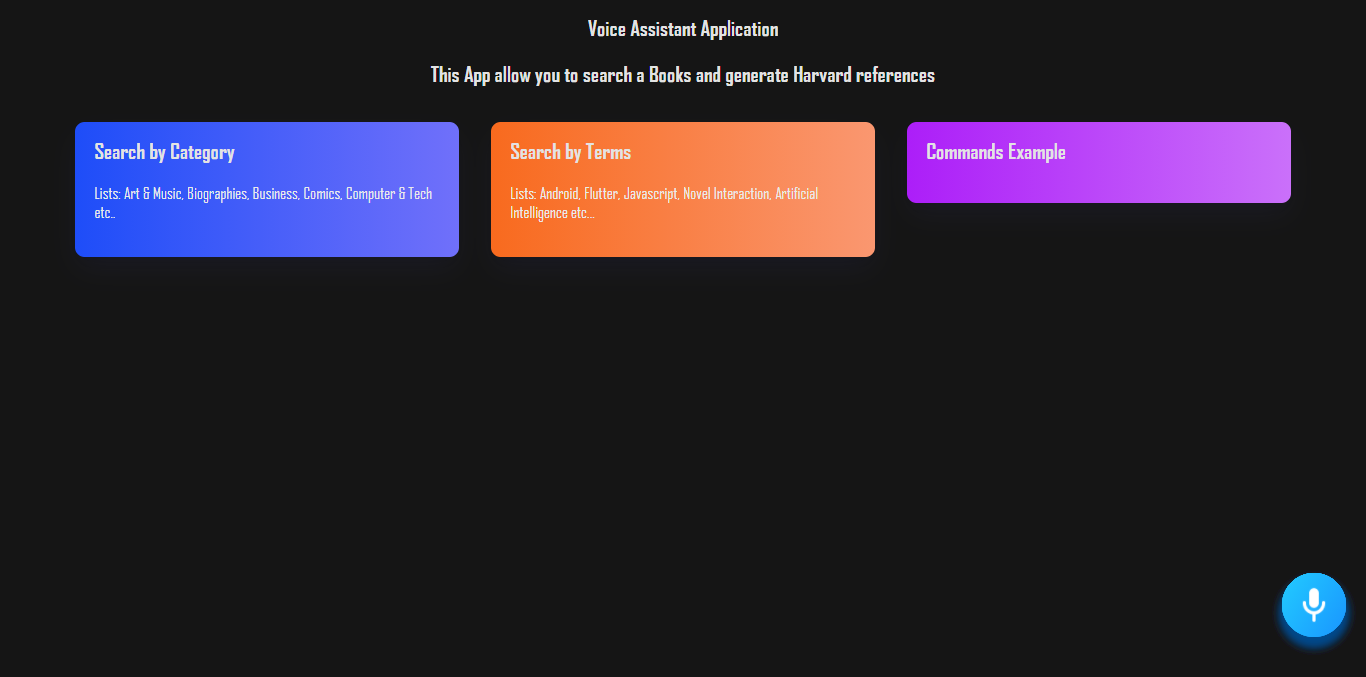 Voice Assistant Application
This App allow you to search a Books and generate Harvard references
Search by Category
Lists: Art & Music, Biographies, Business, Comics, Computer & Tech
etc..
Search by Terms
Lists: Android, Flutter, Javascript, Novel Interaction, Artificial
Intelligence etc...
Commands Example